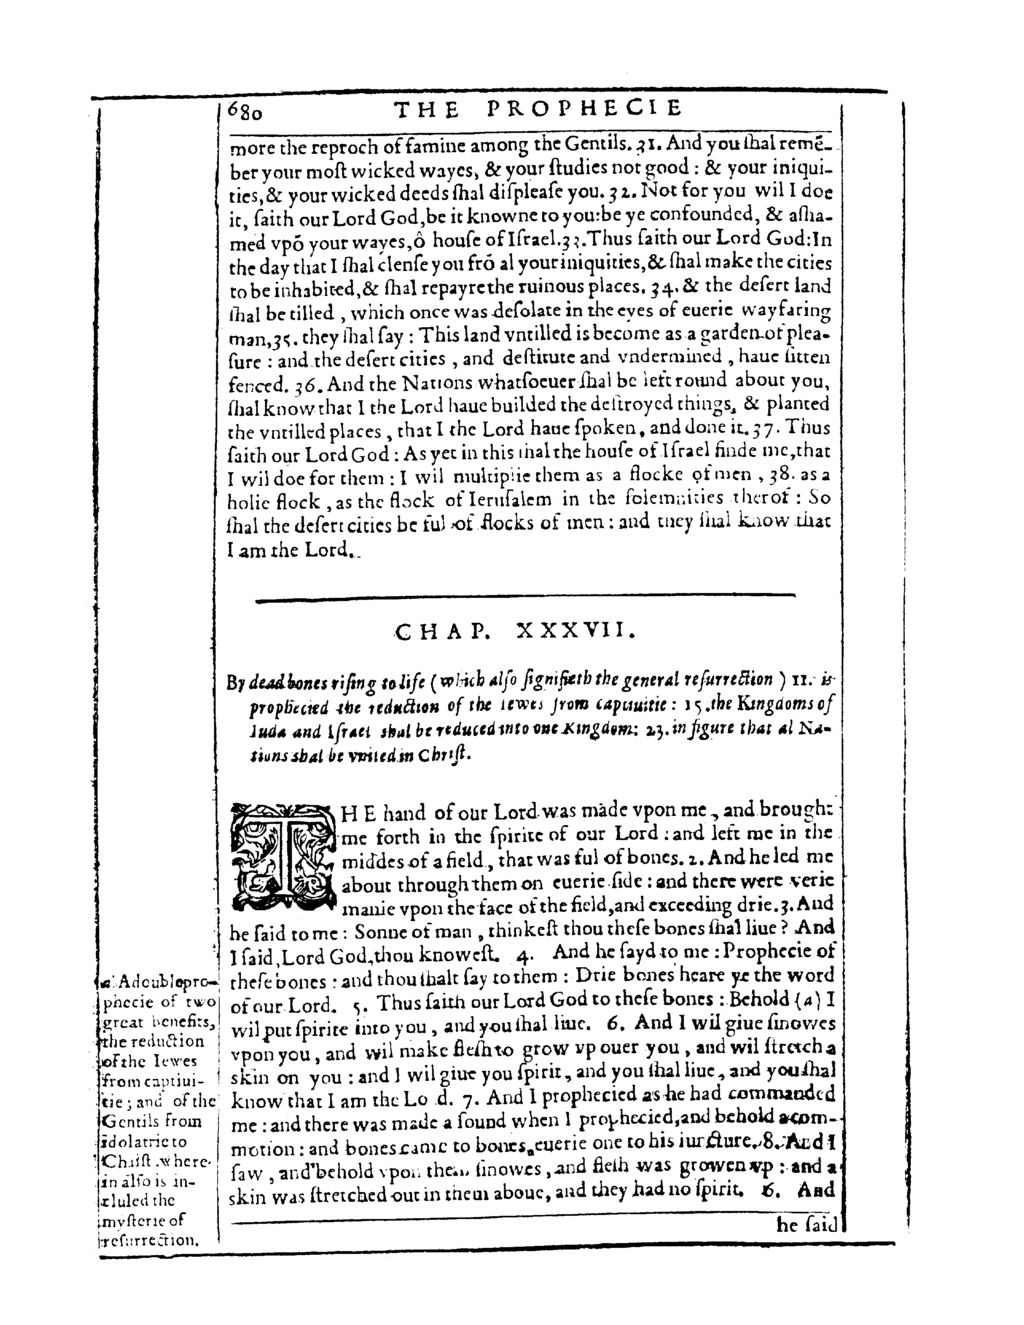 680 THE PROPHECIE
more the reproch of famine among the Gentils. 31. And you ſhal remē-
ber your moſt wicked wayes, & your ſtudies not good : & your iniqui-
ties,& your wicked deeds ſhal diſpleaſe you. 32. Not for you wil I doe
it, ſaith our Lord God,be it knowne to you:be ye confounded, & aſha-
med vpō your wayes,ô houſe of Iſrael.33.Thus ſaith our Lord God:In
the day that I ſhal clenſe you frō al your iniquities,& ſhal make the cities
to be inhabited,& ſhal repayre the ruinous places, 34. & the deſert land
ſhal be tilled , which once was deſolate in the eyes of euerie wayfaring
man,35. they ſhal ſay : This land vntilled is become as a garden of plea-
ſure : and the deſert cities , and deſtitute and vndermined , haue ſitten
fenced. 36. And the Nations whatſoeuer ſhal be left round about you,
ſhal know that I the Lord haue builded the deſtroyed things, & planted
the vntilled places , that I the Lord haue ſpoken, and done it. 37. Thus
ſaith our Lord God : As yet in this ſhal the houſe of Iſrael finde me,that
I wil doe for them : I wil multiplie them as a flocke of men , 38. as a
holie flock , as the flock of Ieruſalem in the ſolemnities therof : So
ſhal the deſert cities be ful of flocks of men : and they ſhal know that
I am the Lord.
CHAP. XXXVII.
By dead bones riſing to life ( which alſo ſignifieth the general reſurrection ) 11. is
prophecied the reduction of the Iewes from captiuitie : 15.the Kingdoms of
Iuda and Iſrael shal be reduced into one Kingdom: 23. in figure that al Na-
tions shal be vnited in Chriſt.
THE hand of our Lord was made vpon me , and brought
me forth in the ſpirite of our Lord : and left me in the
middes of a field , that was ful of bones. 2. And he led me
about through them on euerie ſide : and there were verie
manie vpon the face of the field,and exceeding drie.3. And
he ſaid to me : Sonne of man , thinkeſt thou theſe bones ſhal liue ? And
I ſaid ,Lord God,thou knoweſt. 4. And he ſayd to me : Prophecie of
theſe bones : and thou ſhalt ſay to them : Drie bones heare ye the word
of our Lord. 5. Thus ſaith our Lord God to theſe bones : Behold (a) I
wil put ſpirite into you , and you ſhal liue. 6. And I wil giue ſinowes
vpon you , and wil make fleſh to grow vp ouer you , and wil ſtretch a
skin on you : and I wil giue you ſpirit, and you ſhal liue , and you ſhal
know that I am the Lo d. 7. And I prophecied as he had commanded
me : and there was made a ſound when I prophecied,and behold a com-
motion : and bones came to bones, euerie one to his iuncture. 8. And I
ſaw , and behold vpon them ſinowes , and fleſh was growen vp : and a
skin was ſtretched out in them aboue, and they had no ſpirit. 6. And
he ſaid
a A double pro-
phecie of two
great benefits,
the reduction
of the Iewes
from captiui-
tie ; and of the
Gentils from
idolatrie to
Chriſt .where-
in alſo is in-
cluded the
myſterie of
reſurrection.